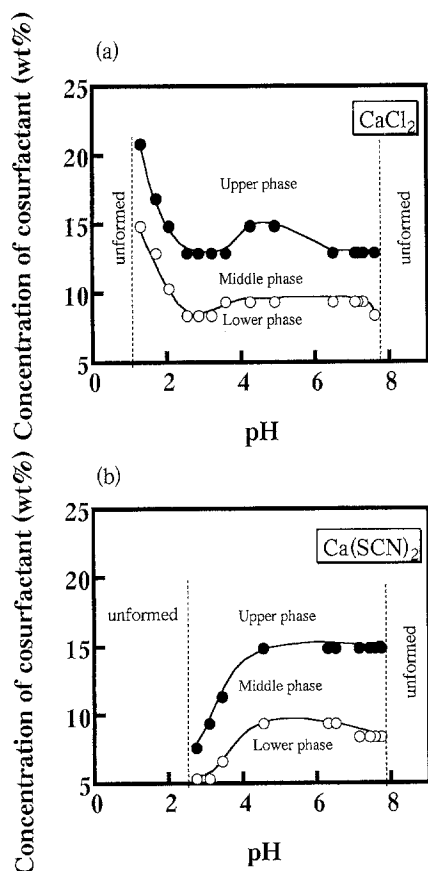 Concentration of cosurfactant (wt%)
(a)
25
20
15
10
5
CaCl₂
unformed
Upper phase
Middle phase
Lower phase
unformed
0 2 4 6 8
pH
Concentration of cosurfactant (wt%)
(b)
25
20
15
10
5
Ca(SCN)₂
unformed
Upper phase
Middle phase
Lower phase
unformed
0 2 4 6 8
pH